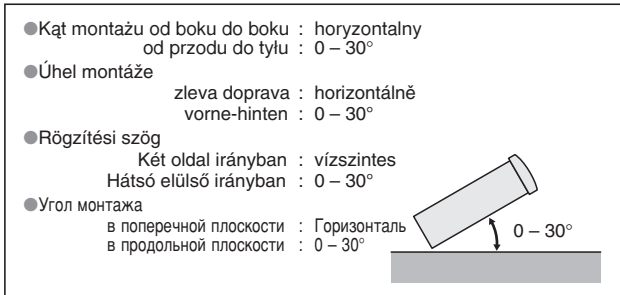 ●Kąt montażu od boku do boku : horyzontalny
od przodu do tyłu : 0 – 30°
●Úhel montáže
zleva doprava : horizontálně
vorne-hinten : 0 – 30°
●Rögzítési szög
Két oldal irányban : vízszintes
Hátsó elülső irányban : 0 – 30°
●Угол монтажа
в поперечной плоскости : Горизонталь
в продольной плоскости : 0 – 30°
0 – 30°